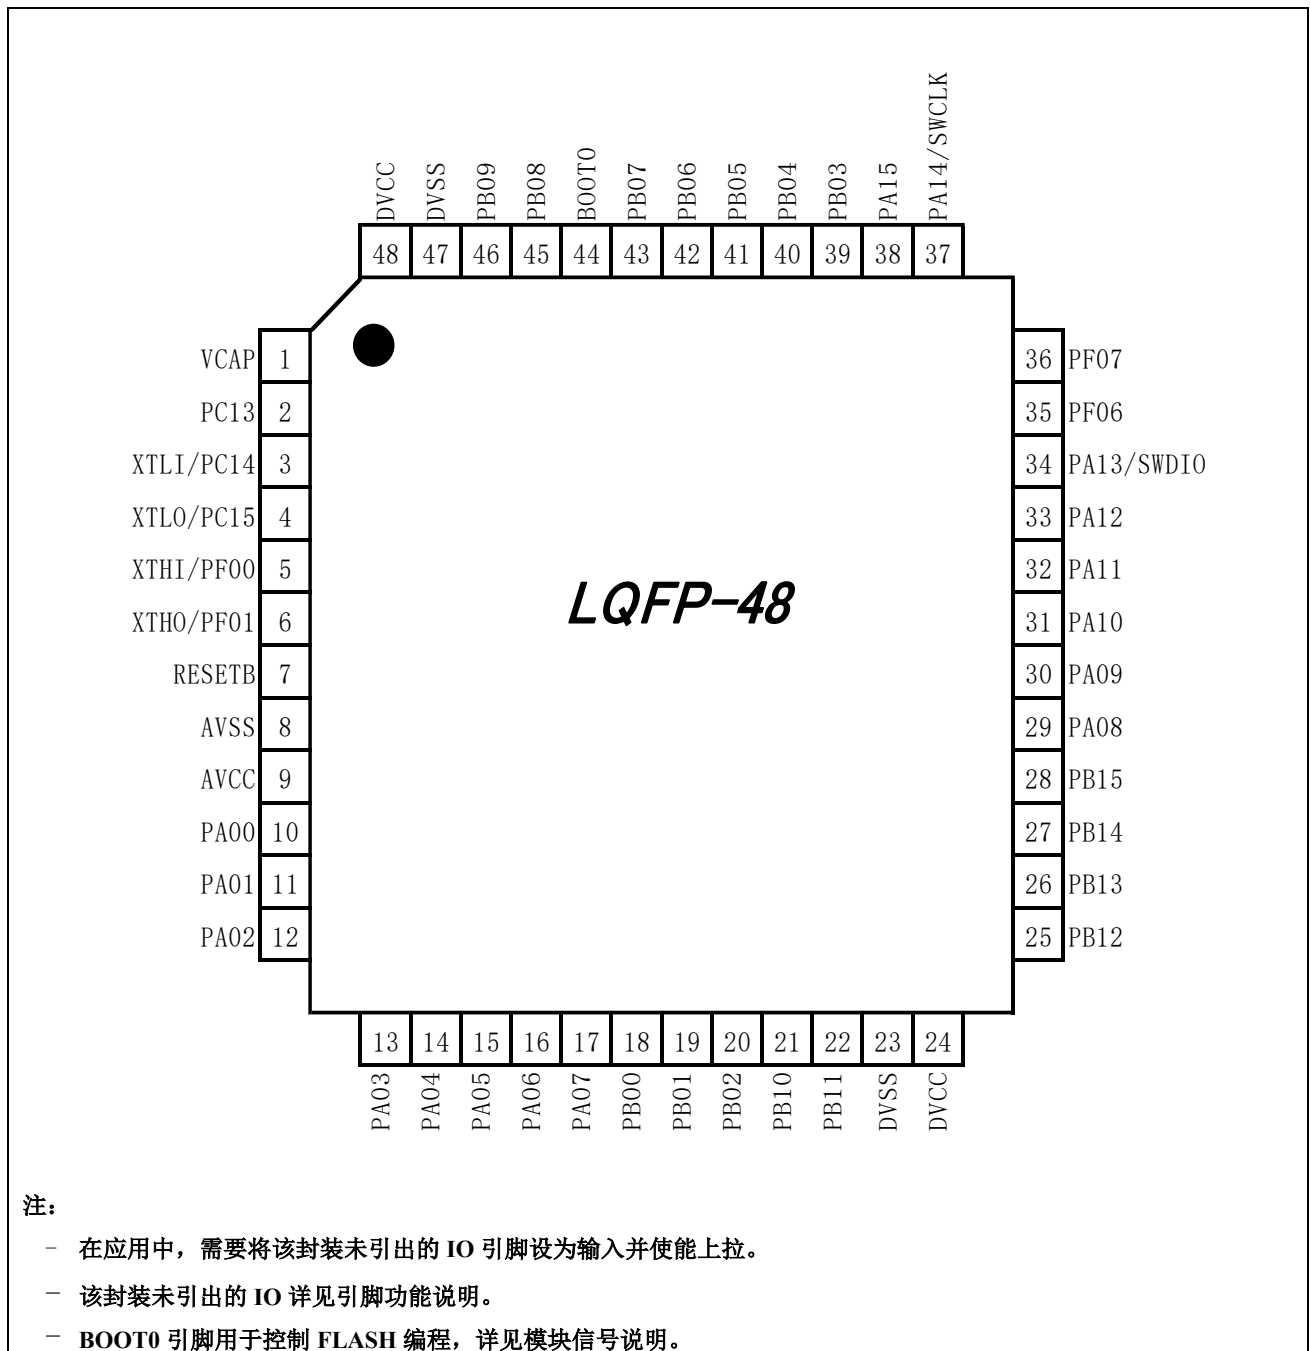 DVCC
DVSS
PB09
PB08
BOOT0
PB07
PB06
PB05
PB04
PB03
PA15
PA14/SWCLK
48 47 46 45 44 43 42 41 40 39 38 37
VCAP 1
PC13 2
XTLI/PC14 3
XTLO/PC15 4
XTHI/PF00 5
XTHO/PF01 6
RESETB 7
AVSS 8
AVCC 9
PA00 10
PA01 11
PA02 12
LQFP-48
36 PF07
35 PF06
34 PA13/SWDIO
33 PA12
32 PA11
31 PA10
30 PA09
29 PA08
28 PB15
27 PB14
26 PB13
25 PB12
13 14 15 16 17 18 19 20 21 22 23 24
PA03
PA04
PA05
PA06
PA07
PB00
PB01
PB02
PB10
PB11
DVSS
DVCC
注：
– 在应用中，需要将该封装未引出的 IO 引脚设为输入并使能上拉。
– 该封装未引出的 IO 详见引脚功能说明。
– BOOT0 引脚用于控制 FLASH 编程，详见模块信号说明。